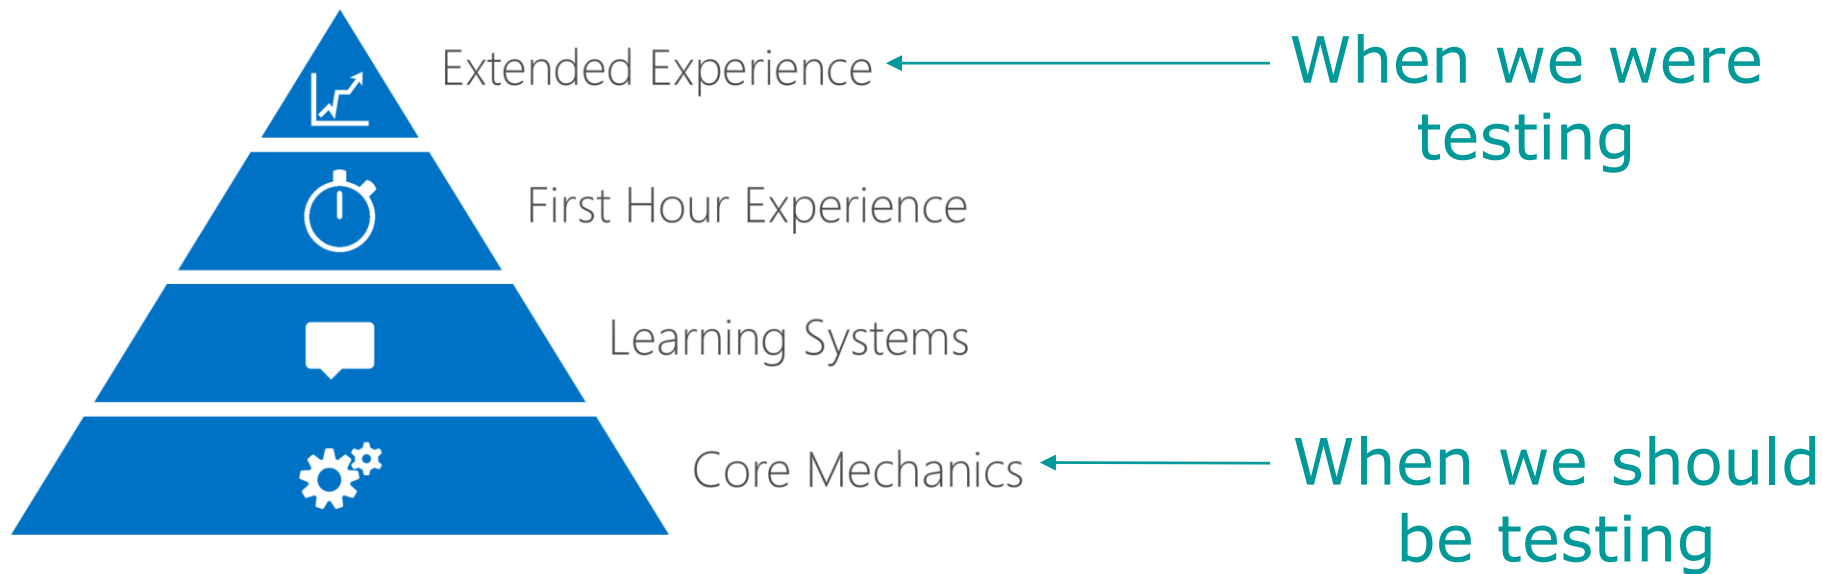 Extended Experience
When we were
testing
First Hour Experience
Learning Systems
Core Mechanics
When we should
be testing